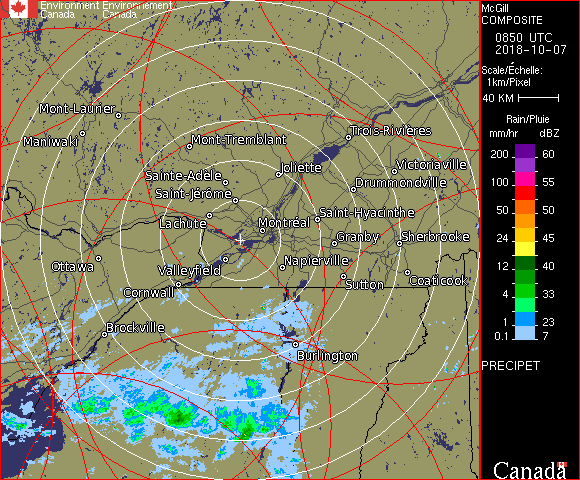 Environment Environnement
Canada Canada
McGill
COMPOSITE
0850 UTC
2018-10-07
Scale/Échelle:
1km/Pixel
40 KM
Rain/Pluie
mm/hr dBZ
200 60
150 57
100 55
50 50
24 45
12 40
4 33
1 23
0.1 7
PRECIPET
Canada
Mont-Laurier
Maniwaki
Mont-Tremblant
Trois-Rivières
Joliette
Victoriaville
Sainte-Adèle
Drummondville
Saint-Jérôme
Saint-Hyacinthe
Lachute
Montréal
Granby
Sherbrooke
Ottawa
Valleyfield
Napierville
Sutton
Coaticook
Cornwall
Brockville
Burlington